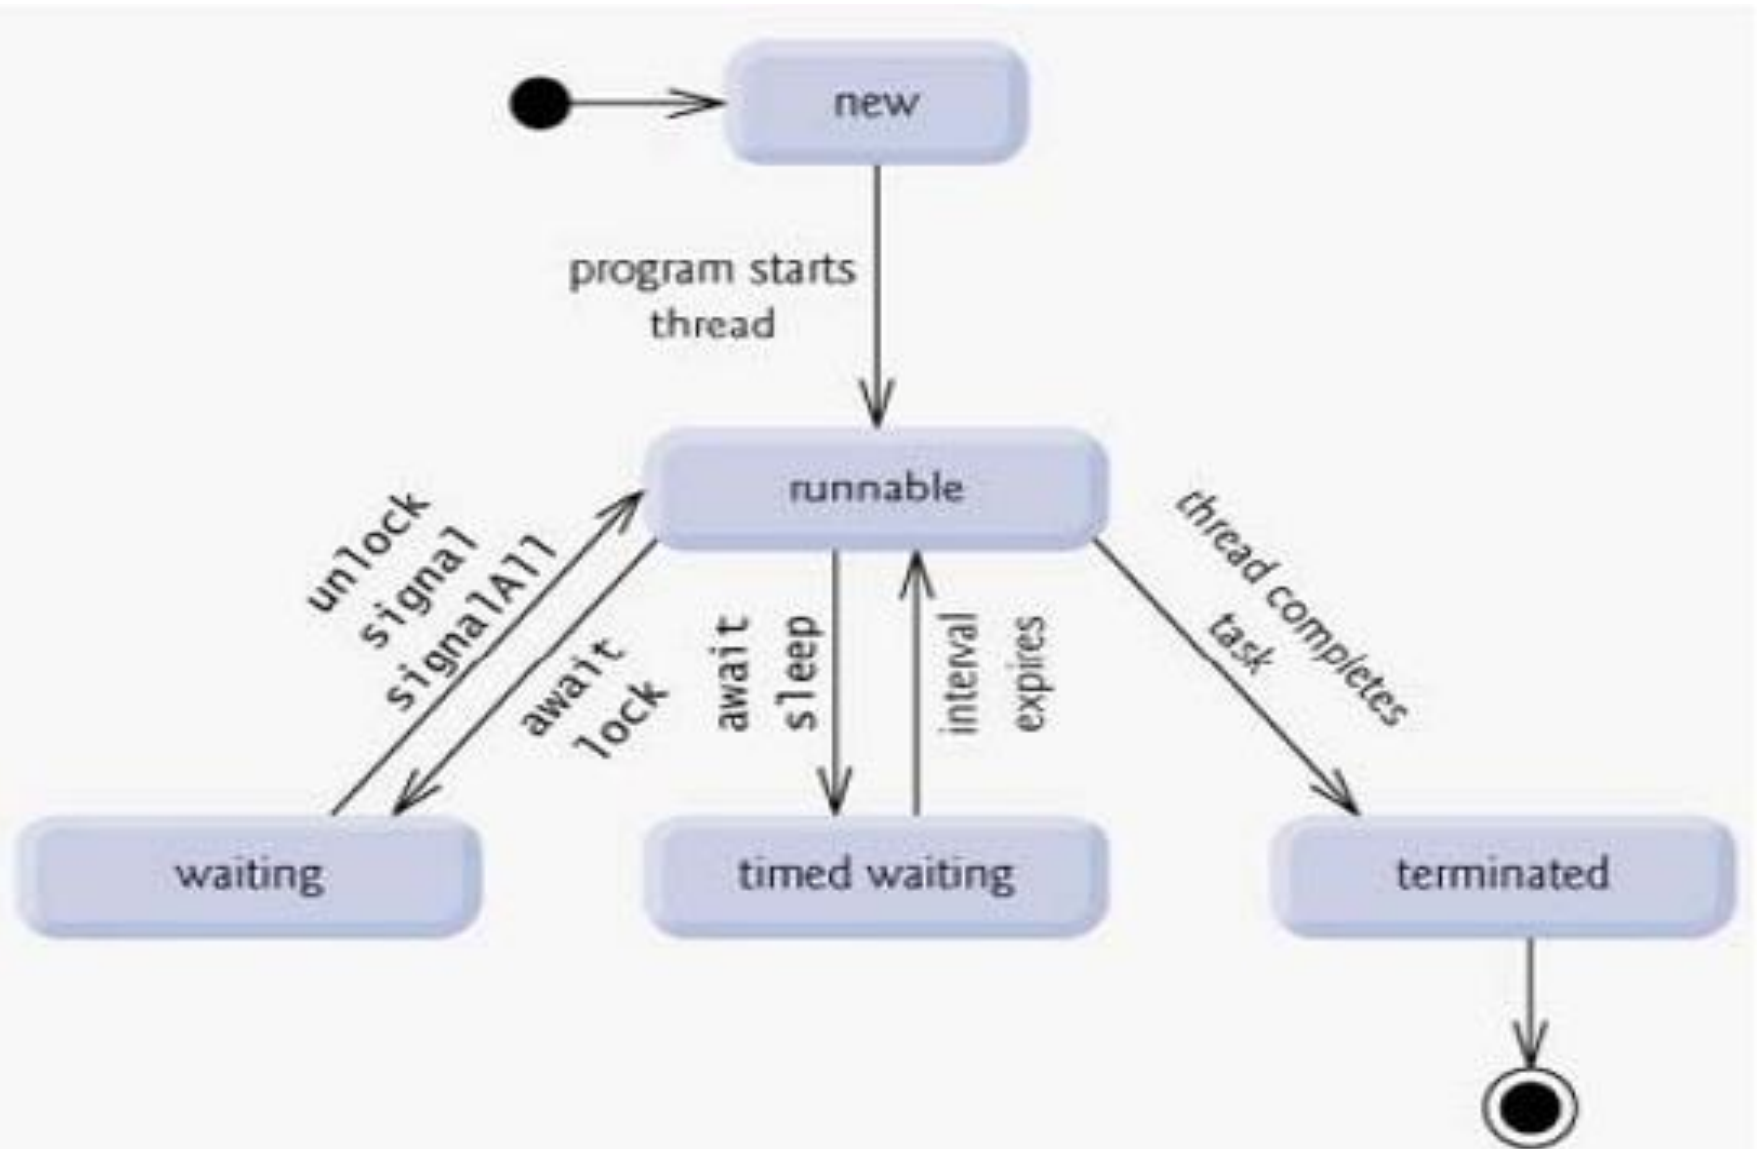 new
program starts
thread
runnable
unlock
signal
signalAll
await
lock
await
sleep
interval
expires
thread completes
task
waiting
timed waiting
terminated